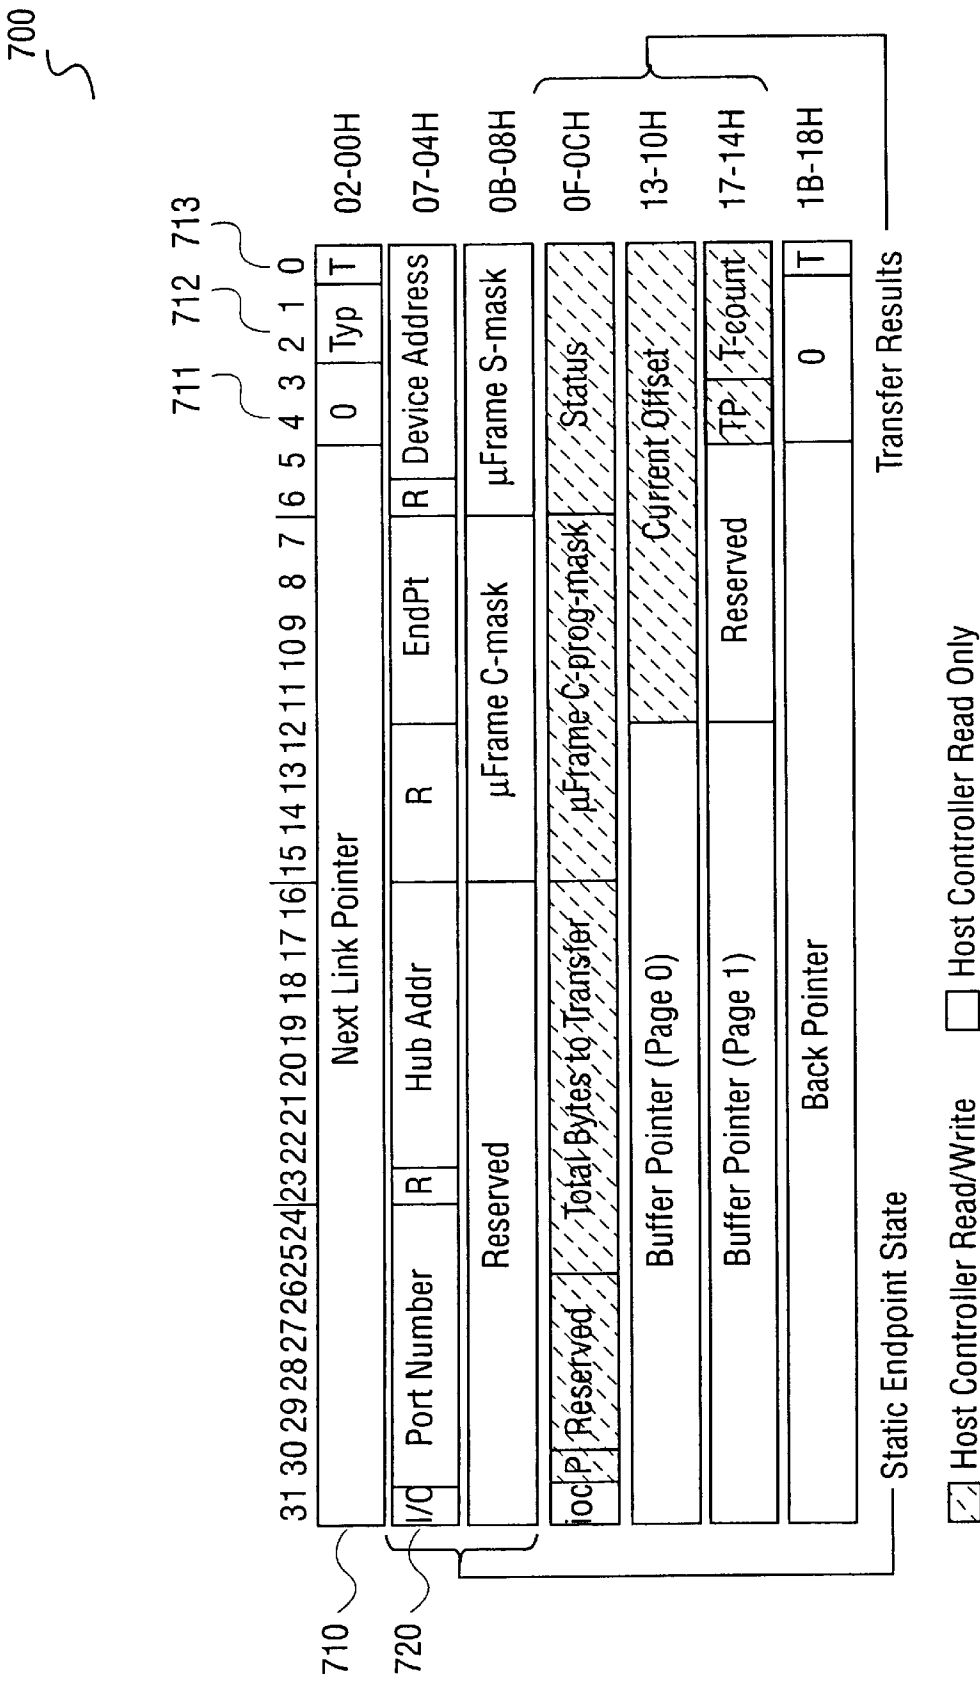 700
711 712 713
31 30 29 28 27 26 25 24 23 22 21 20 19 18 17 16 15 14 13 12 11 10 9 8 7 6 5 4 3 2 1 0
710
Next Link Pointer 0 Typ T 02-00H
720
I/O Port Number R Hub Addr R EndPt R Device Address 07-04H
Reserved µFrame C-mask µFrame S-mask 0B-08H
ioc P Reserved Total Bytes to Transfer µFrame C-prog-mask Status 0F-0CH
Buffer Pointer (Page 0) Current Offset 13-10H
Buffer Pointer (Page 1) Reserved TP T-count 17-14H
Back Pointer 0 T 1B-18H
Static Endpoint State Transfer Results
Host Controller Read/Write Host Controller Read Only